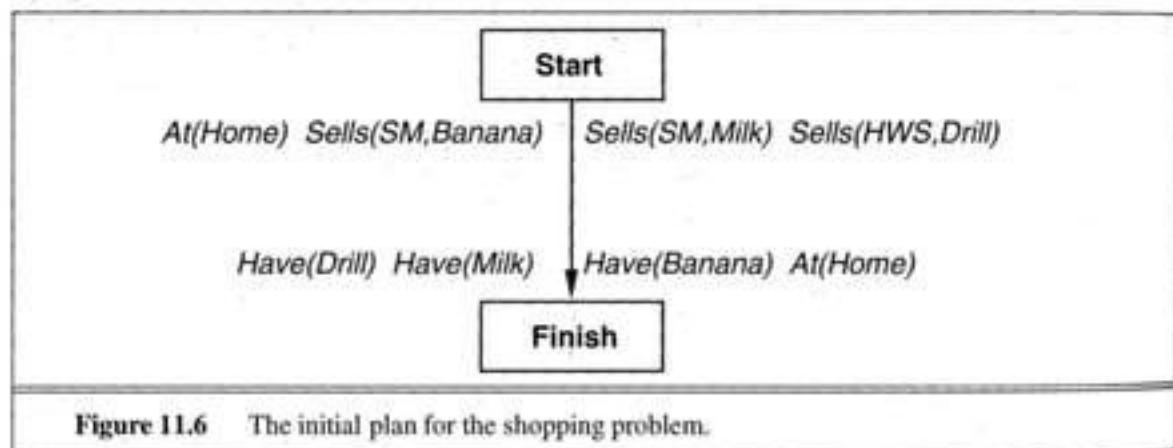 Start
At(Home) Sells(SM,Banana) Sells(SM,Milk) Sells(HWS,Drill)
Have(Drill) Have(Milk) Have(Banana) At(Home)
Finish
Figure 11.6 The initial plan for the shopping problem.